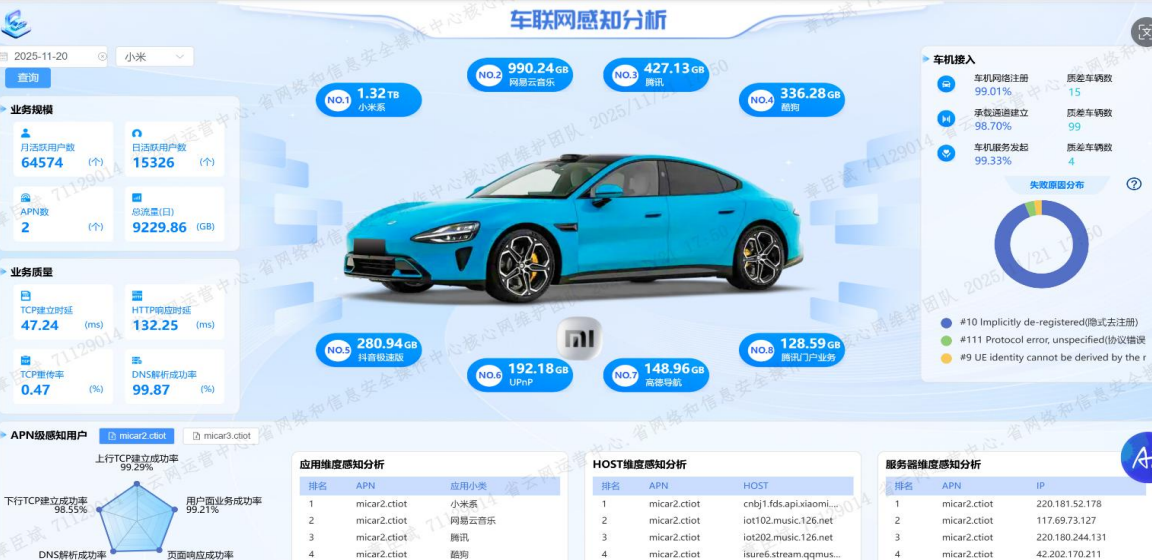 车联网感知分析
2025-11-20
小米
查询
业务规模
月活跃用户数
64574 (个)
日活跃用户数
15326 (个)
APN数
2 (个)
总流量(日)
9229.86 (GB)
业务质量
TCP建立时延
47.24 (ms)
HTTP响应时延
132.25 (ms)
TCP重传率
0.47 (%)
DNS解析成功率
99.87 (%)
NO.1 1.32TB
小米系
NO.2 990.24GB
网易云音乐
NO.3 427.13GB
腾讯
NO.4 336.28GB
酷狗
NO.5 280.94GB
抖音极速版
NO.6 192.18GB
UPnP
NO.7 148.96GB
高德导航
NO.8 128.59GB
腾讯门户业务
车机接入
车机网络注册 质差车辆数
99.01% 15
承载通道建立 质差车辆数
98.70% 99
车机服务发起 质差车辆数
99.33% 4
失败原因分布
#10 Implicitly de-registered(隐式去注册)
#111 Protocol error, unspecified(协议错误
#9 UE identity cannot be derived by the
APN级感知用户
micar2.ctiot micar3.ctiot
上行TCP建立成功率
99.29%
下行TCP建立成功率
98.55%
用户面业务成功率
99.21%
DNS解析成功率
页面响应成功率
应用维度感知分析
排名 APN 应用小类
1 micar2.ctiot 小米系
2 micar2.ctiot 网易云音乐
3 micar2.ctiot 腾讯
4 micar2.ctiot 酷狗
HOST维度感知分析
排名 APN HOST
1 micar2.ctiot cnbj1.fds.api.xiaomi....
2 micar2.ctiot iot102.music.126.net
3 micar2.ctiot iot202.music.126.net
4 micar2.ctiot isure6.stream.qqmus...
服务器维度感知分析
排名 APN IP
1 micar2.ctiot 220.181.52.178
2 micar2.ctiot 117.69.73.127
3 micar2.ctiot 220.180.244.131
4 micar2.ctiot 42.202.170.211